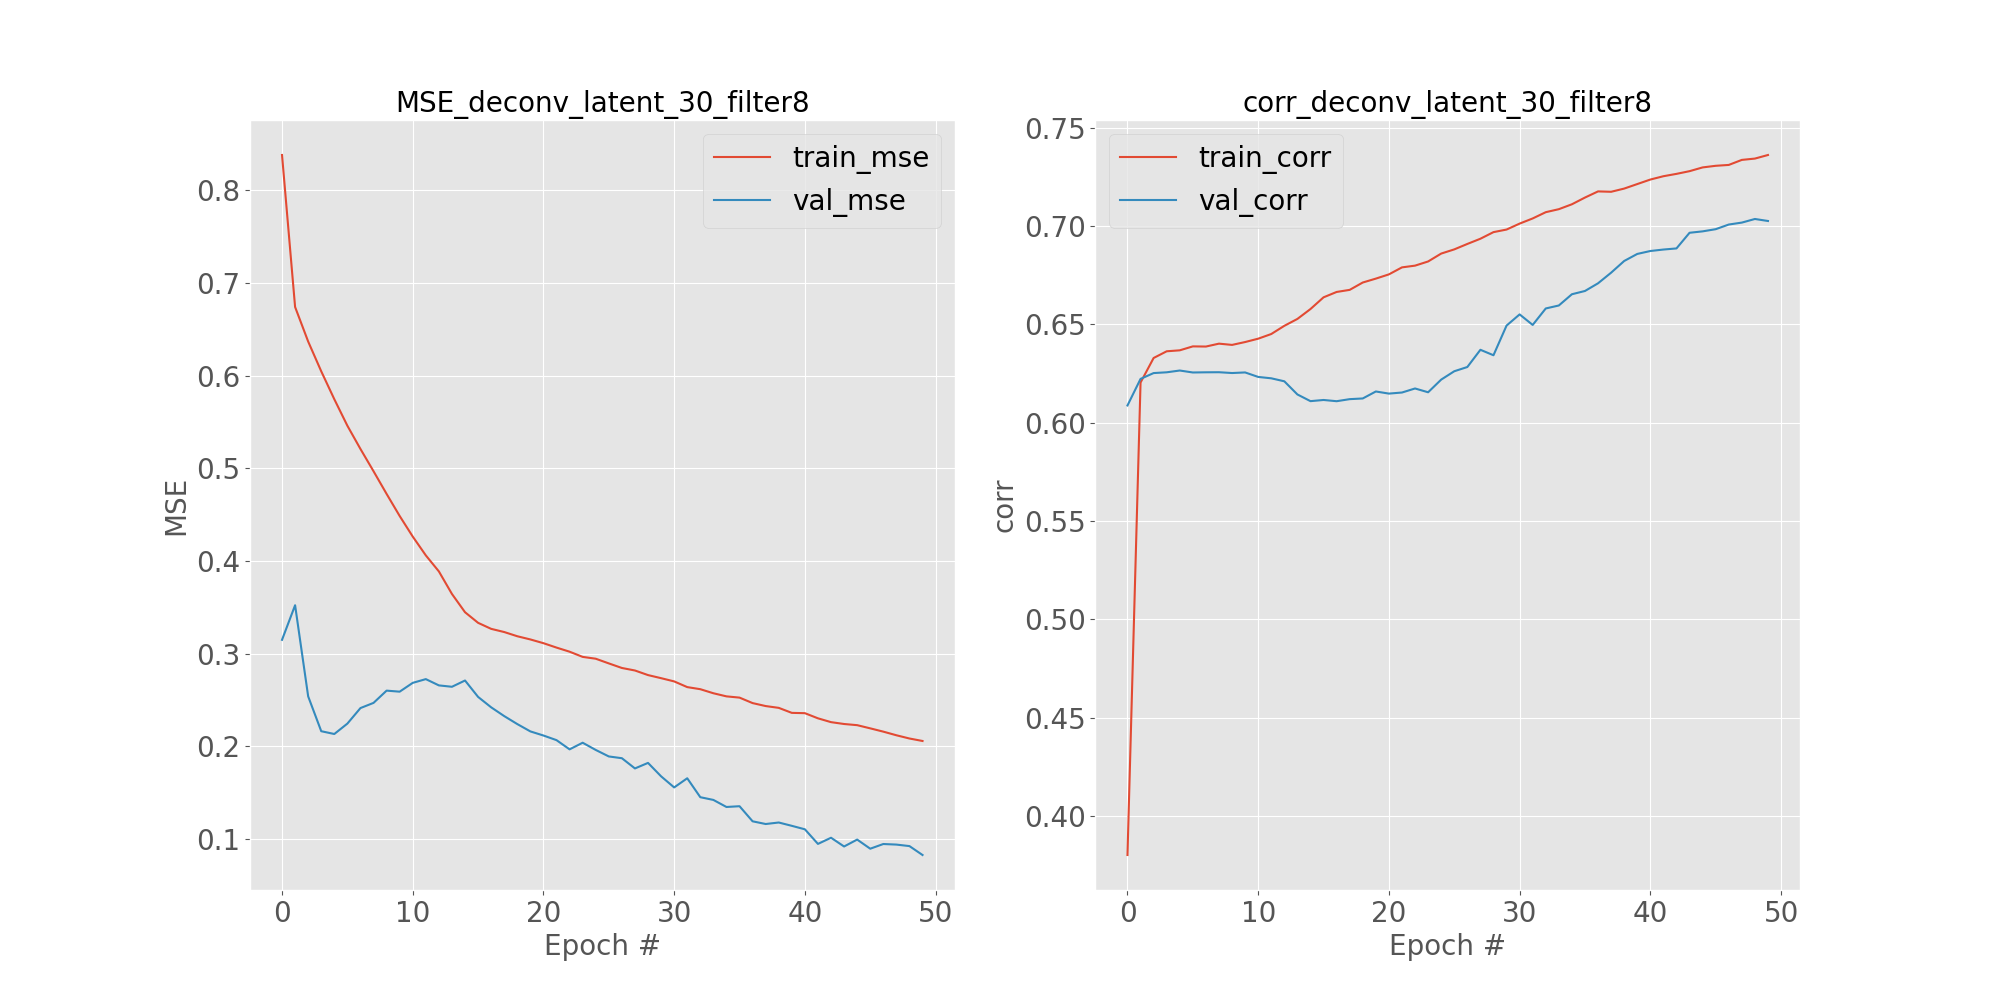 MSE_deconv_latent_30_filter8
train_mse
val_mse
0.8
0.7
0.6
0.5
0.4
0.3
0.2
0.1
MSE
0 10 20 30 40 50
Epoch #
corr_deconv_latent_30_filter8
train_corr
val_corr
0.75
0.70
0.65
0.60
0.55
0.50
0.45
0.40
corr
0 10 20 30 40 50
Epoch #